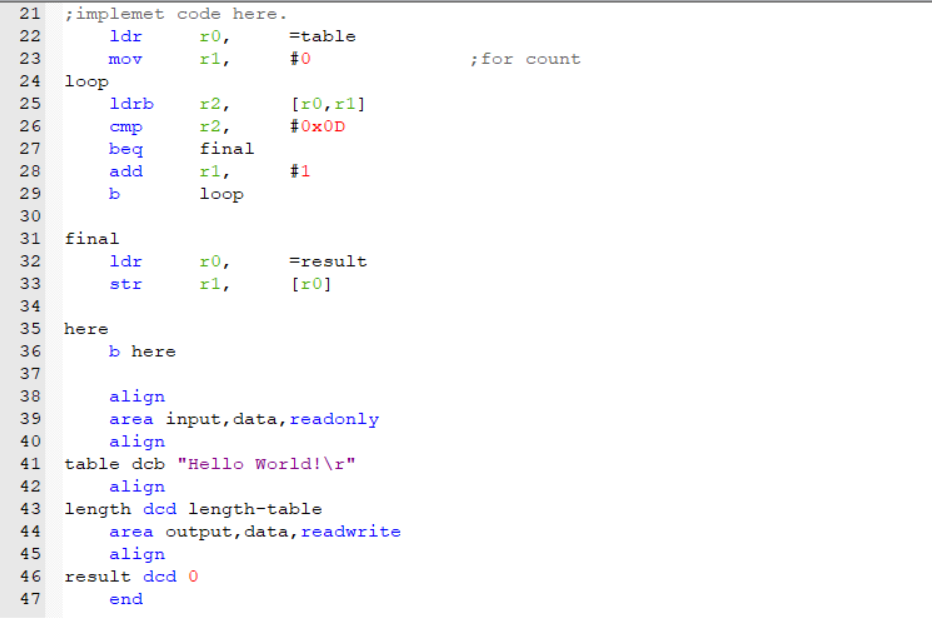 21 ;implemet code here.
22 ldr r0, =table
23 mov r1, #0 ;for count
24 loop
25 ldrb r2, [r0,r1]
26 cmp r2, #0x0D
27 beq final
28 add r1, #1
29 b loop
30
31 final
32 ldr r0, =result
33 str r1, [r0]
34
35 here
36 b here
37
38 align
39 area input,data,readonly
40 align
41 table dcb "Hello World!\r"
42 align
43 length dcd length-table
44 area output,data,readwrite
45 align
46 result dcd 0
47 end